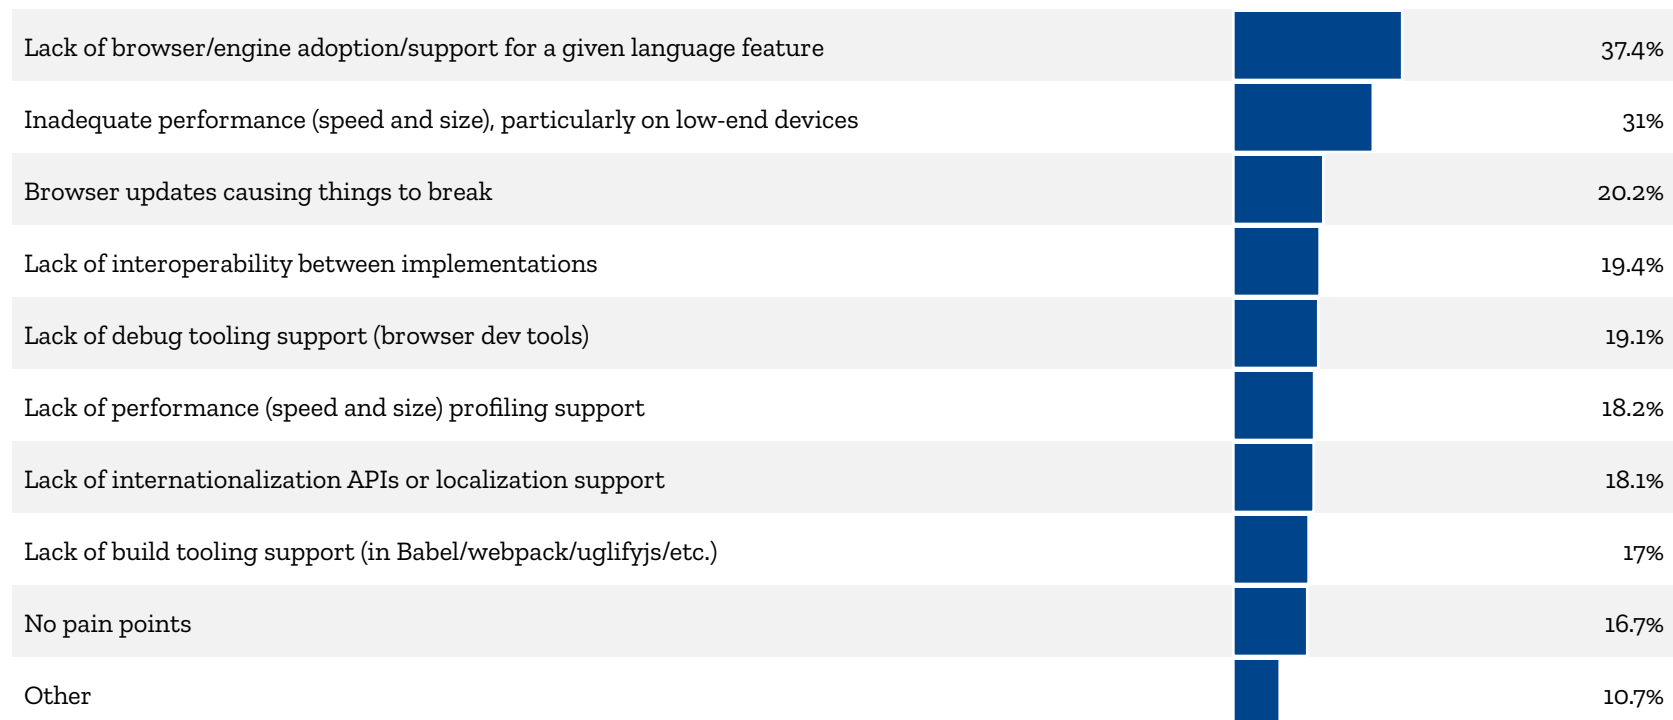 Lack of browser/engine adoption/support for a given language feature 37.4%
Inadequate performance (speed and size), particularly on low-end devices 31%
Browser updates causing things to break 20.2%
Lack of interoperability between implementations 19.4%
Lack of debug tooling support (browser dev tools) 19.1%
Lack of performance (speed and size) profiling support 18.2%
Lack of internationalization APIs or localization support 18.1%
Lack of build tooling support (in Babel/webpack/uglifyjs/etc.) 17%
No pain points 16.7%
Other 10.7%